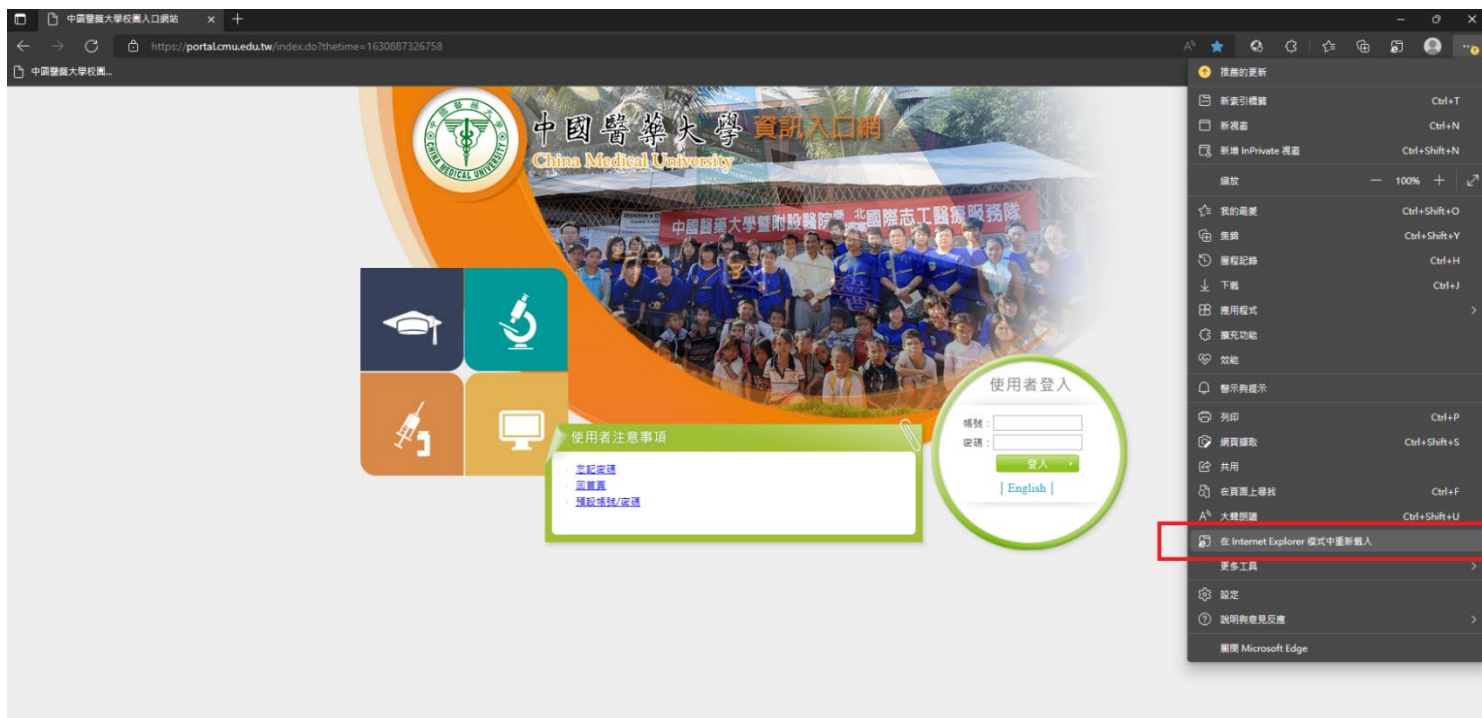 中國醫藥大學校園入口網站
https://portal.cmu.edu.tw/index.do?thetime=1630887326758
中國醫藥大學校園...
中國醫藥大學 資訊入口網
China Medical University
中國醫藥大學
CHINA MEDICAL UNIVERSITY
中國醫藥大學暨附設醫院 北 國際志工醫療服務隊
使用者登入
帳號：
密碼：
登入
| English |
使用者注意事項
忘記密碼
回首頁
預設帳號/密碼
推薦的更新
新索引標籤 Ctrl+T
新視窗 Ctrl+N
新增 InPrivate 視窗 Ctrl+Shift+N
縮放 — 100% +
我的最愛 Ctrl+Shift+O
集錦 Ctrl+Shift+Y
歷程記錄 Ctrl+H
下載 Ctrl+J
應用程式
擴充功能
效能
警示與提示
列印 Ctrl+P
網頁擷取 Ctrl+Shift+S
共用
在頁面上尋找 Ctrl+F
大聲朗讀 Ctrl+Shift+U
在 Internet Explorer 模式中重新載入
更多工具
設定
說明與意見反應
關閉 Microsoft Edge